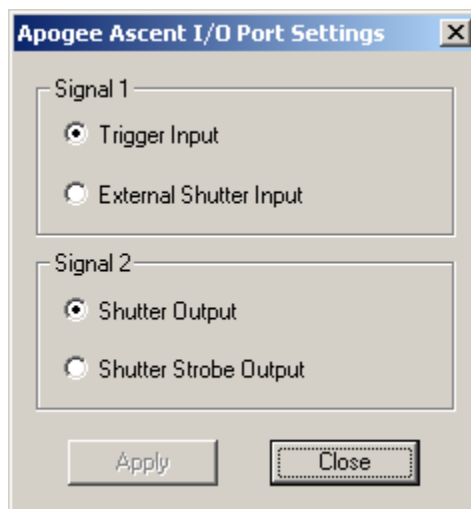 Apogee Ascent I/O Port Settings
Signal 1
Trigger Input
External Shutter Input
Signal 2
Shutter Output
Shutter Strobe Output
Apply Close